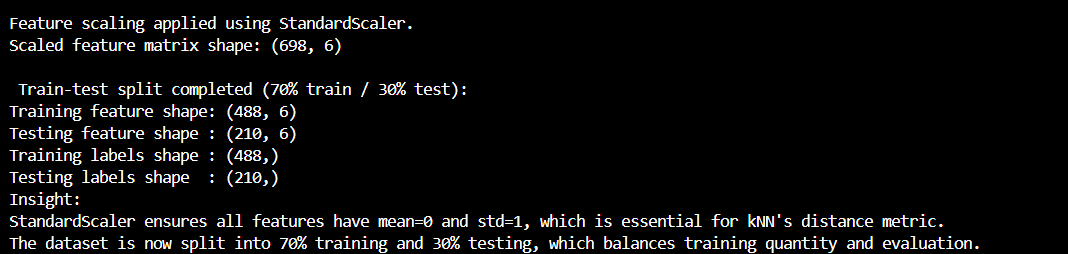 Feature scaling applied using StandardScaler.
Scaled feature matrix shape: (698, 6)
Train-test split completed (70% train / 30% test):
Training feature shape: (488, 6)
Testing feature shape : (210, 6)
Training labels shape : (488,)
Testing labels shape  : (210,)
Insight:
StandardScaler ensures all features have mean=0 and std=1, which is essential for kNN's distance metric.
The dataset is now split into 70% training and 30% testing, which balances training quantity and evaluation.